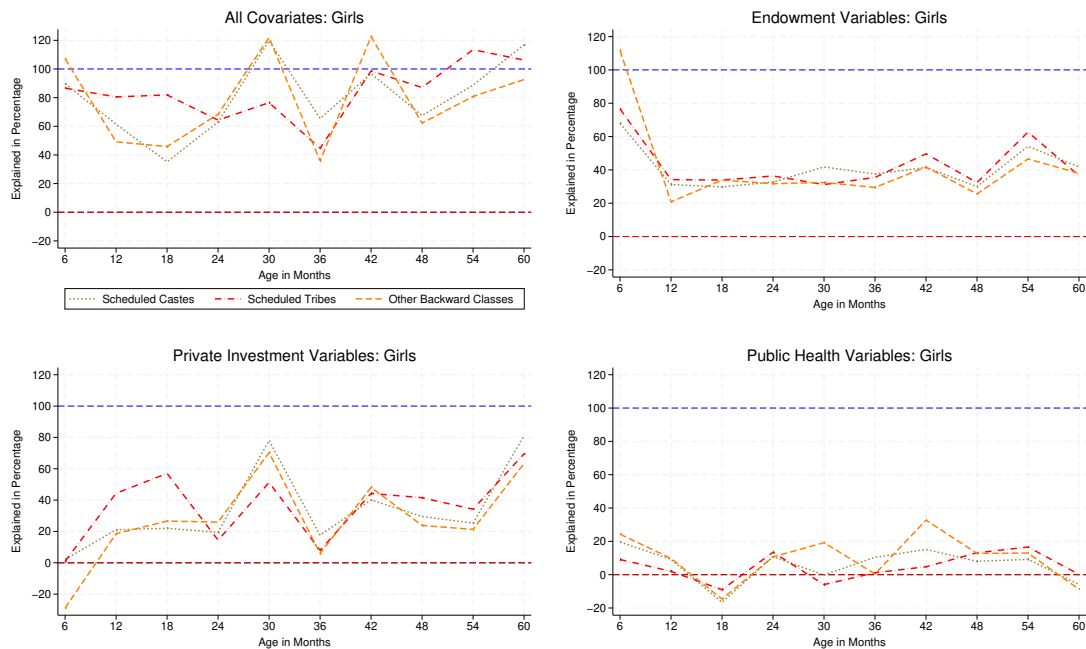 All Covariates: Girls
120
100
80
60
40
20
0
−20
Explained in Percentage
6 12 18 24 30 36 42 48 54 60
Age in Months
Scheduled Castes Scheduled Tribes Other Backward Classes
Endowment Variables: Girls
120
100
80
60
40
20
0
−20
Explained in Percentage
6 12 18 24 30 36 42 48 54 60
Age in Months
Private Investment Variables: Girls
120
100
80
60
40
20
0
−20
Explained in Percentage
6 12 18 24 30 36 42 48 54 60
Age in Months
Public Health Variables: Girls
120
100
80
60
40
20
0
−20
Explained in Percentage
6 12 18 24 30 36 42 48 54 60
Age in Months